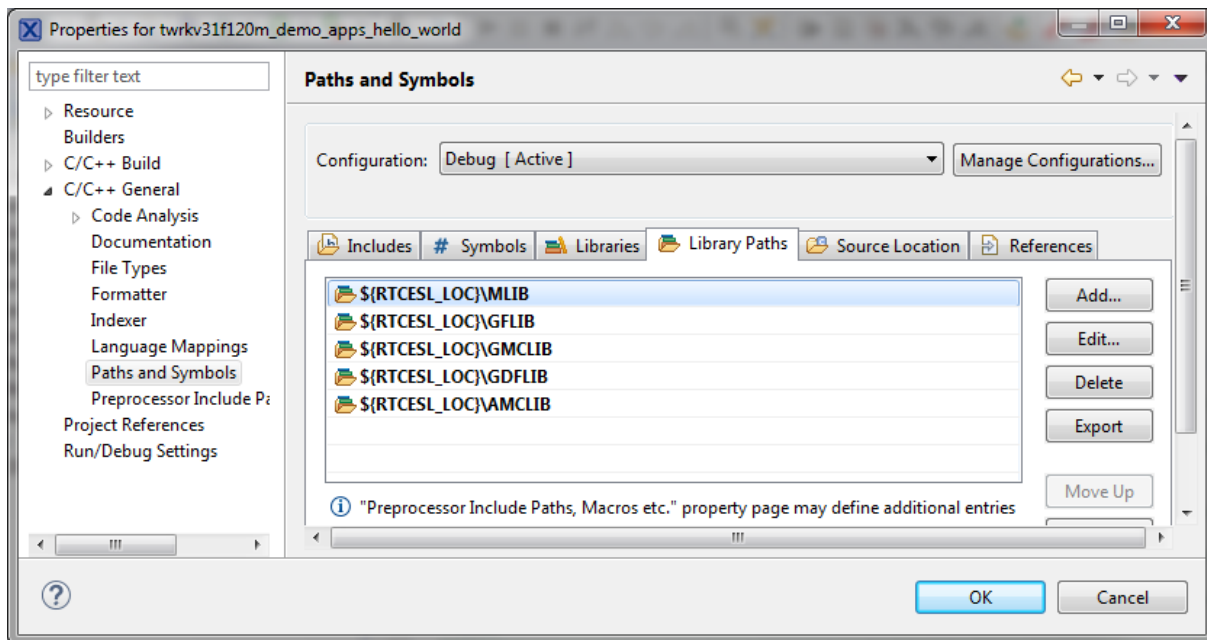 Properties for twrkv31f120m_demo_apps_hello_world
type filter text
Resource
Builders
C/C++ Build
C/C++ General
Code Analysis
Documentation
File Types
Formatter
Indexer
Language Mappings
Paths and Symbols
Preprocessor Include Pa
Project References
Run/Debug Settings
Paths and Symbols
Configuration: Debug [ Active ] Manage Configurations...
Includes # Symbols Libraries Library Paths Source Location References
${RTCESL_LOC}\MLIB
${RTCESL_LOC}\GFLIB
${RTCESL_LOC}\GMCLIB
${RTCESL_LOC}\GDFLIB
${RTCESL_LOC}\AMCLIB
Add...
Edit...
Delete
Export
Move Up
"Preprocessor Include Paths, Macros etc." property page may define additional entries
OK Cancel